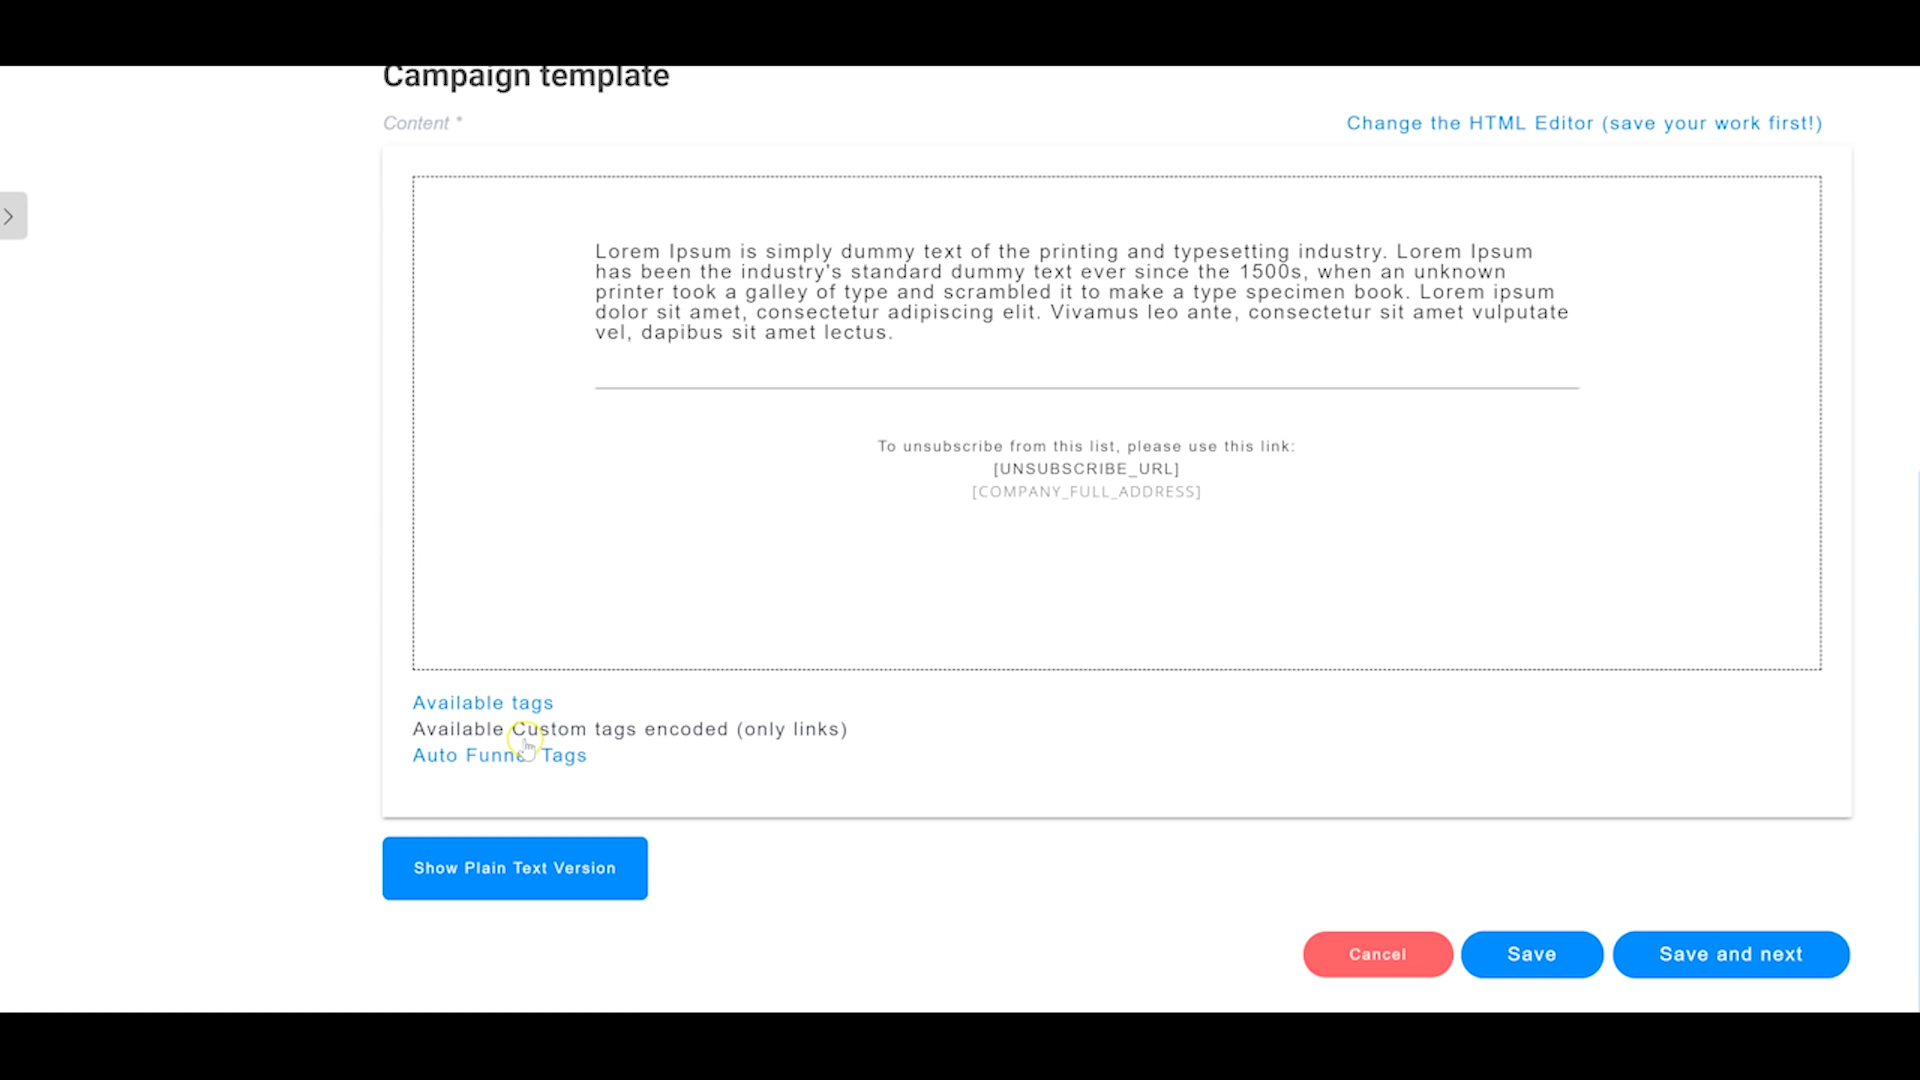 Campaign template
Content *
Change the HTML Editor (save your work first!)
Lorem Ipsum is simply dummy text of the printing and typesetting industry. Lorem Ipsum
has been the industry's standard dummy text ever since the 1500s, when an unknown
printer took a galley of type and scrambled it to make a type specimen book. Lorem ipsum
dolor sit amet, consectetur adipiscing elit. Vivamus leo ante, consectetur sit amet vulputate
vel, dapibus sit amet lectus.
To unsubscribe from this list, please use this link:
[UNSUBSCRIBE_URL]
[COMPANY_FULL_ADDRESS]
Available tags
Available Custom tags encoded (only links)
Auto Funnel Tags
Show Plain Text Version
Cancel
Save
Save and next